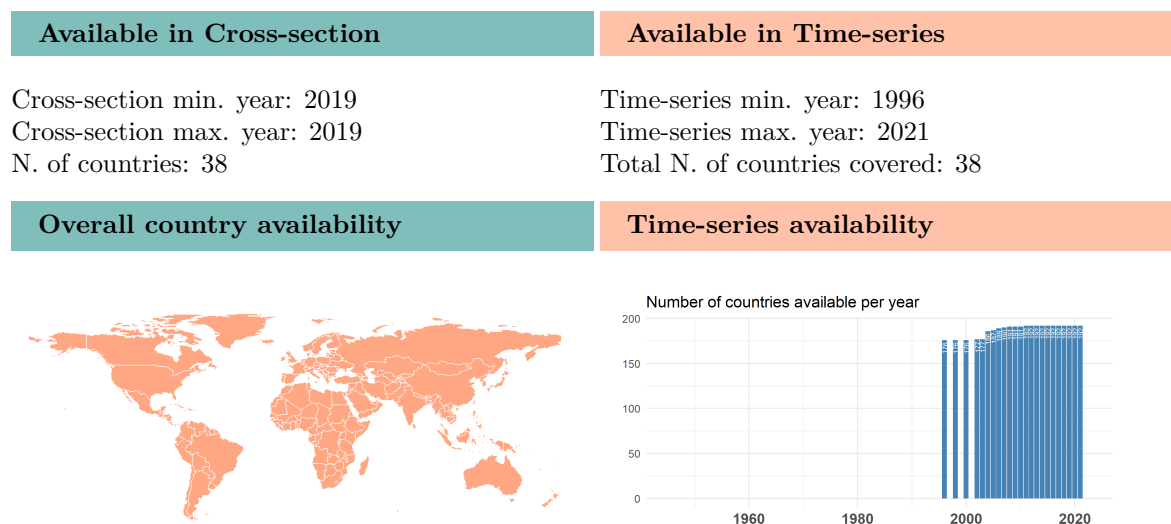 Available in Cross-section
Available in Time-series
Cross-section min. year: 2019
Cross-section max. year: 2019
N. of countries: 38
Time-series min. year: 1996
Time-series max. year: 2021
Total N. of countries covered: 38
Overall country availability
Time-series availability
Number of countries available per year
200
150
100
50
0
1960
1980
2000
2020